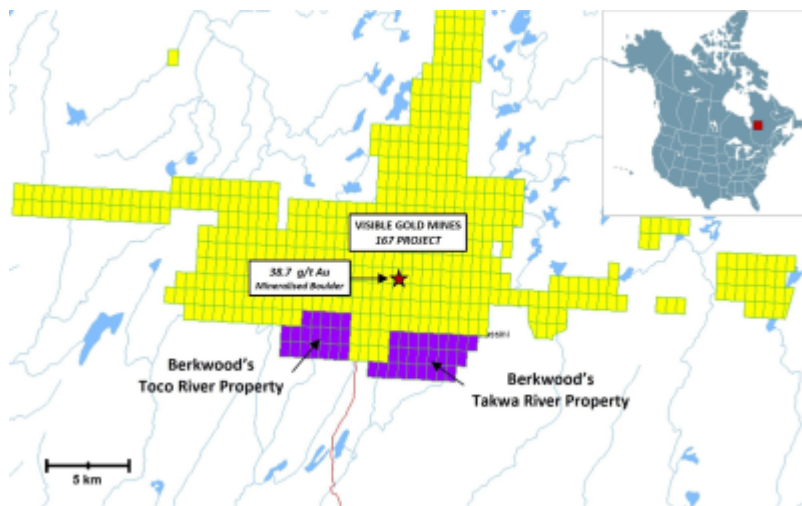 VISIBLE GOLD MINES
167 PROJECT
38.7 g/t Au
Mineralised Boulder
Berkwood's
Toco River Property
Berkwood's
Takwa River Property
5 km